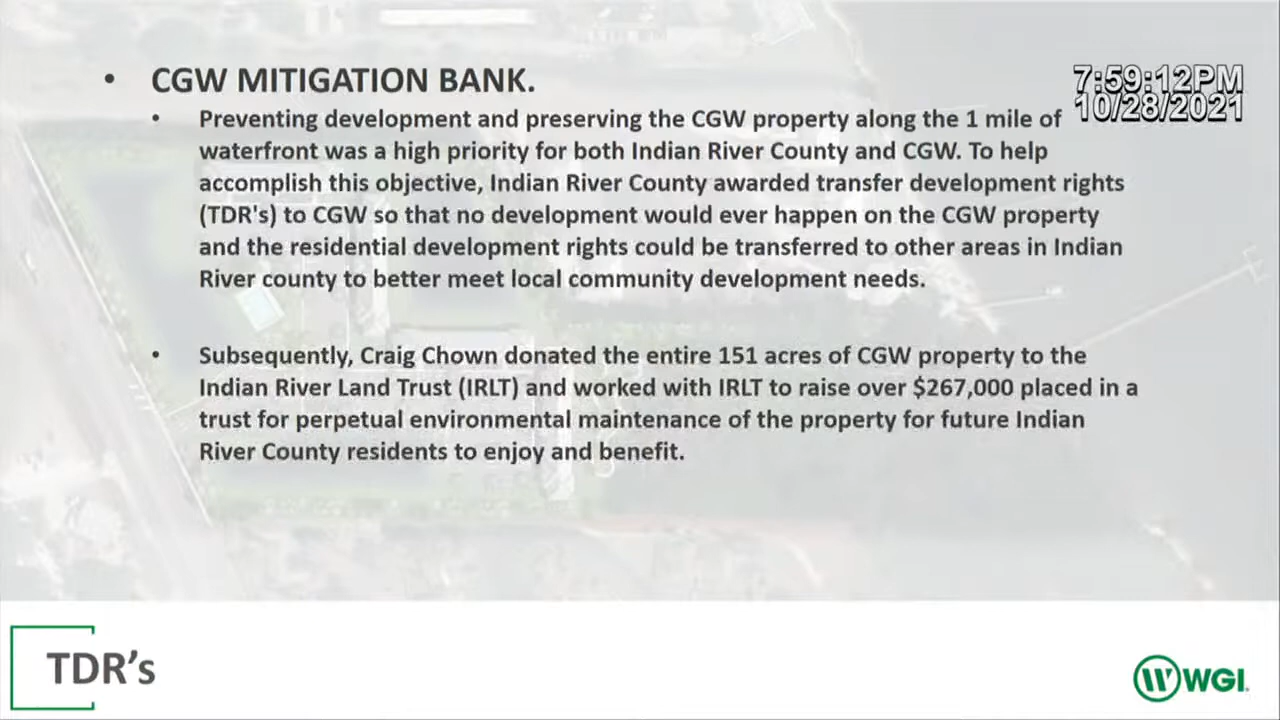 • CGW MITIGATION BANK.
7:59:12PM
10/28/2021
• Preventing development and preserving the CGW property along the 1 mile of
waterfront was a high priority for both Indian River County and CGW. To help
accomplish this objective, Indian River County awarded transfer development rights
(TDR's) to CGW so that no development would ever happen on the CGW property
and the residential development rights could be transferred to other areas in Indian
River county to better meet local community development needs.
• Subsequently, Craig Chown donated the entire 151 acres of CGW property to the
Indian River Land Trust (IRLT) and worked with IRLT to raise over $267,000 placed in a
trust for perpetual environmental maintenance of the property for future Indian
River County residents to enjoy and benefit.
TDR’s
WGI.